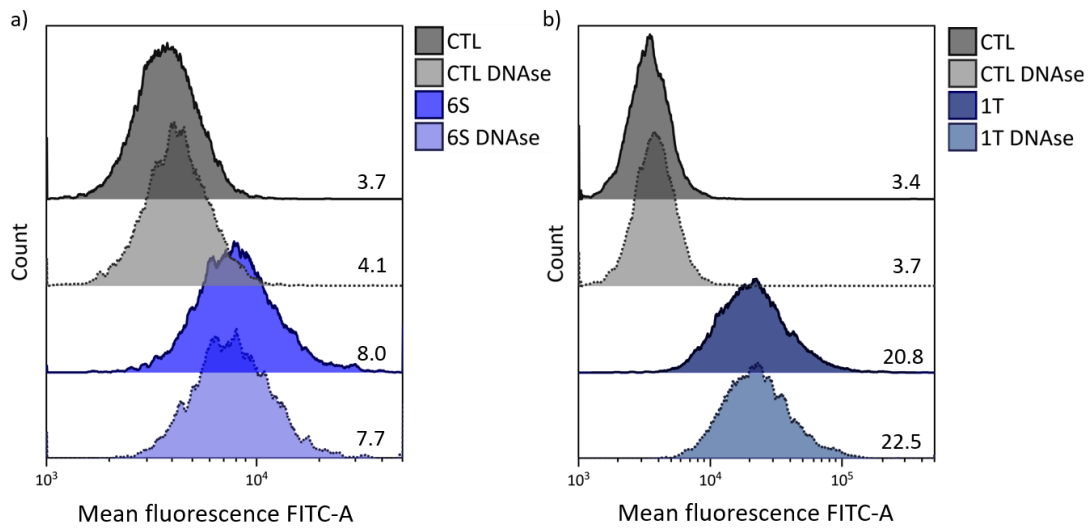 a)
CTL
CTL DNAse
6S
6S DNAse
3.7
4.1
8.0
7.7
Count
10³
10⁴
Mean fluorescence FITC-A
b)
CTL
CTL DNAse
1T
1T DNAse
3.4
3.7
20.8
22.5
Count
10³
10⁴
10⁵
Mean fluorescence FITC-A